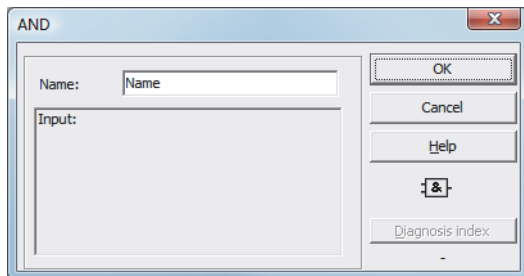 AND
Name: Name
Input:
OK
Cancel
Help
&
Diagnosis index
-